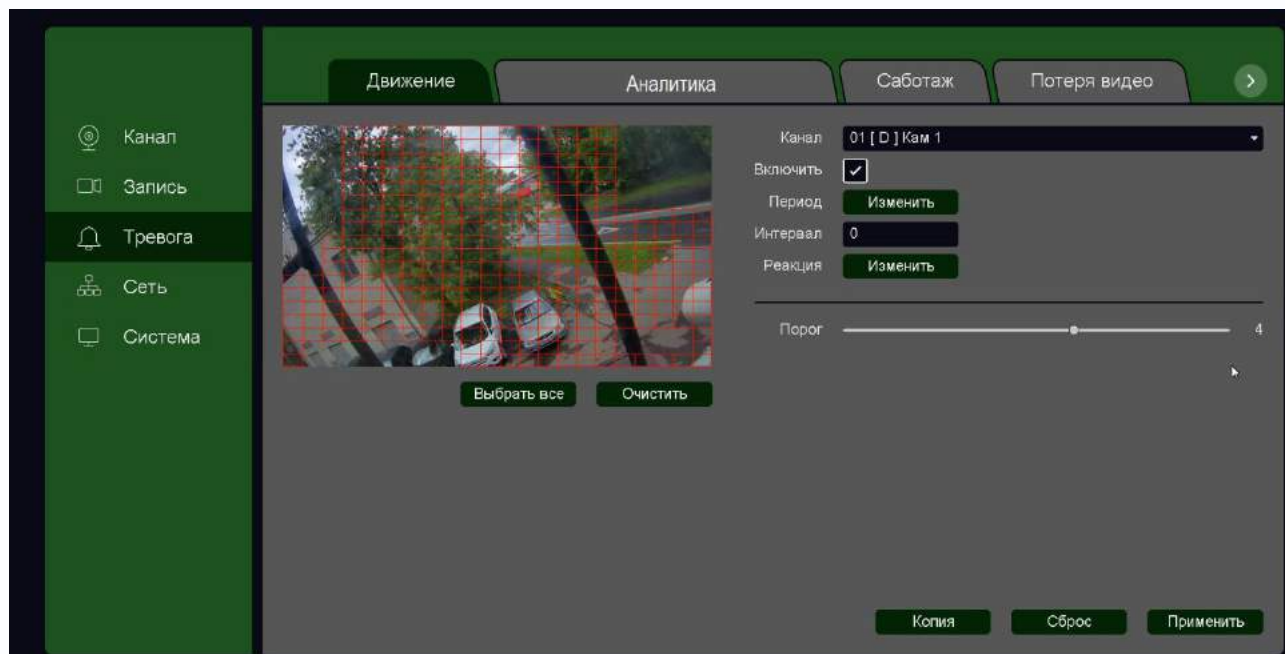 Движение Аналитика Саботаж Потеря видео
Канал
Запись
Тревога
Сеть
Система
Выбрать все Очистить
Канал 01 [ D ] Кам 1
Включить
Период Изменить
Интервал 0
Реакция Изменить
Порог 4
Копия Сброс Применить